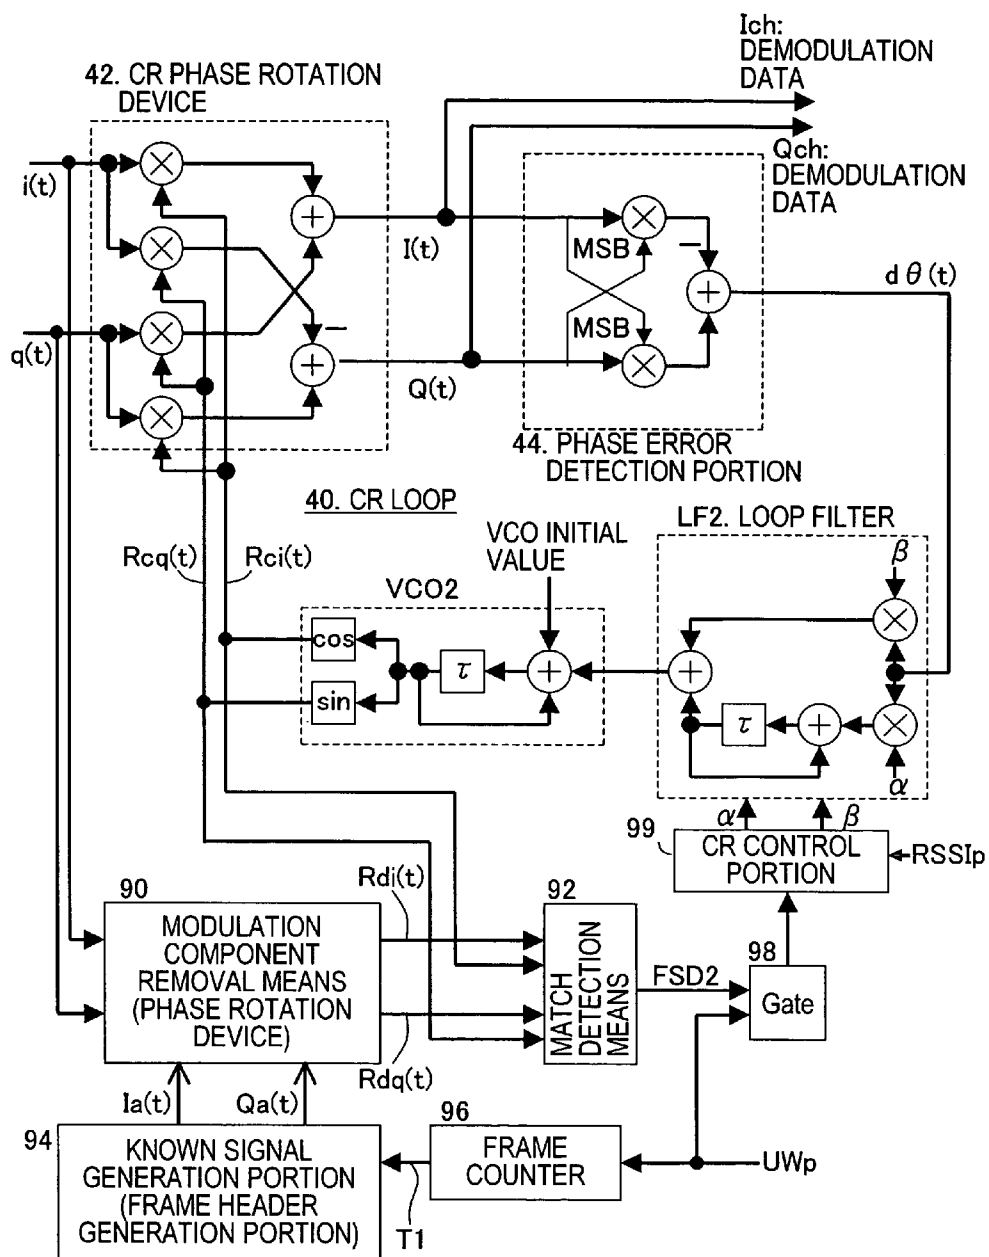 Ich:
DEMODULATION
DATA
42. CR PHASE ROTATION
DEVICE
i(t)
q(t)
×
×
×
×
+
−
+
I(t)
Q(t)
Qch:
DEMODULATION
DATA
MSB
MSB
×
×
−
+
dθ(t)
44. PHASE ERROR
DETECTION PORTION
40. CR LOOP
Rcq(t)
Rci(t)
VCO INITIAL
VALUE
VCO2
cos
sin
τ
+
LF2. LOOP FILTER
β
×
+
τ
+
×
α
α
β
99
CR CONTROL
PORTION
RSSIp
90
MODULATION
COMPONENT
REMOVAL MEANS
(PHASE ROTATION
DEVICE)
Rdi(t)
Rdq(t)
92
MATCH
DETECTION
MEANS
FSD2
98
Gate
Ia(t)
Qa(t)
94
KNOWN SIGNAL
GENERATION PORTION
(FRAME HEADER
GENERATION PORTION)
T1
96
FRAME
COUNTER
UWp